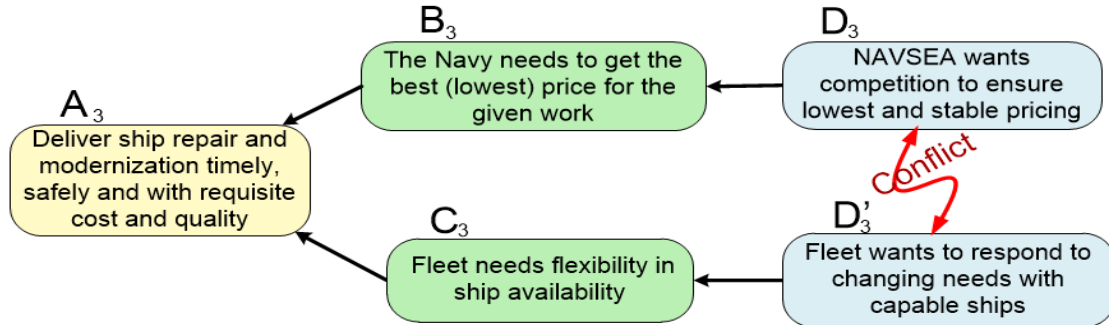 A3
Deliver ship repair and
modernization timely,
safely and with requisite
cost and quality
B3
The Navy needs to get the
best (lowest) price for the
given work
C3
Fleet needs flexibility in
ship availability
D3
NAVSEA wants
competition to ensure
lowest and stable pricing
Conflict
D3’
Fleet wants to respond to
changing needs with
capable ships